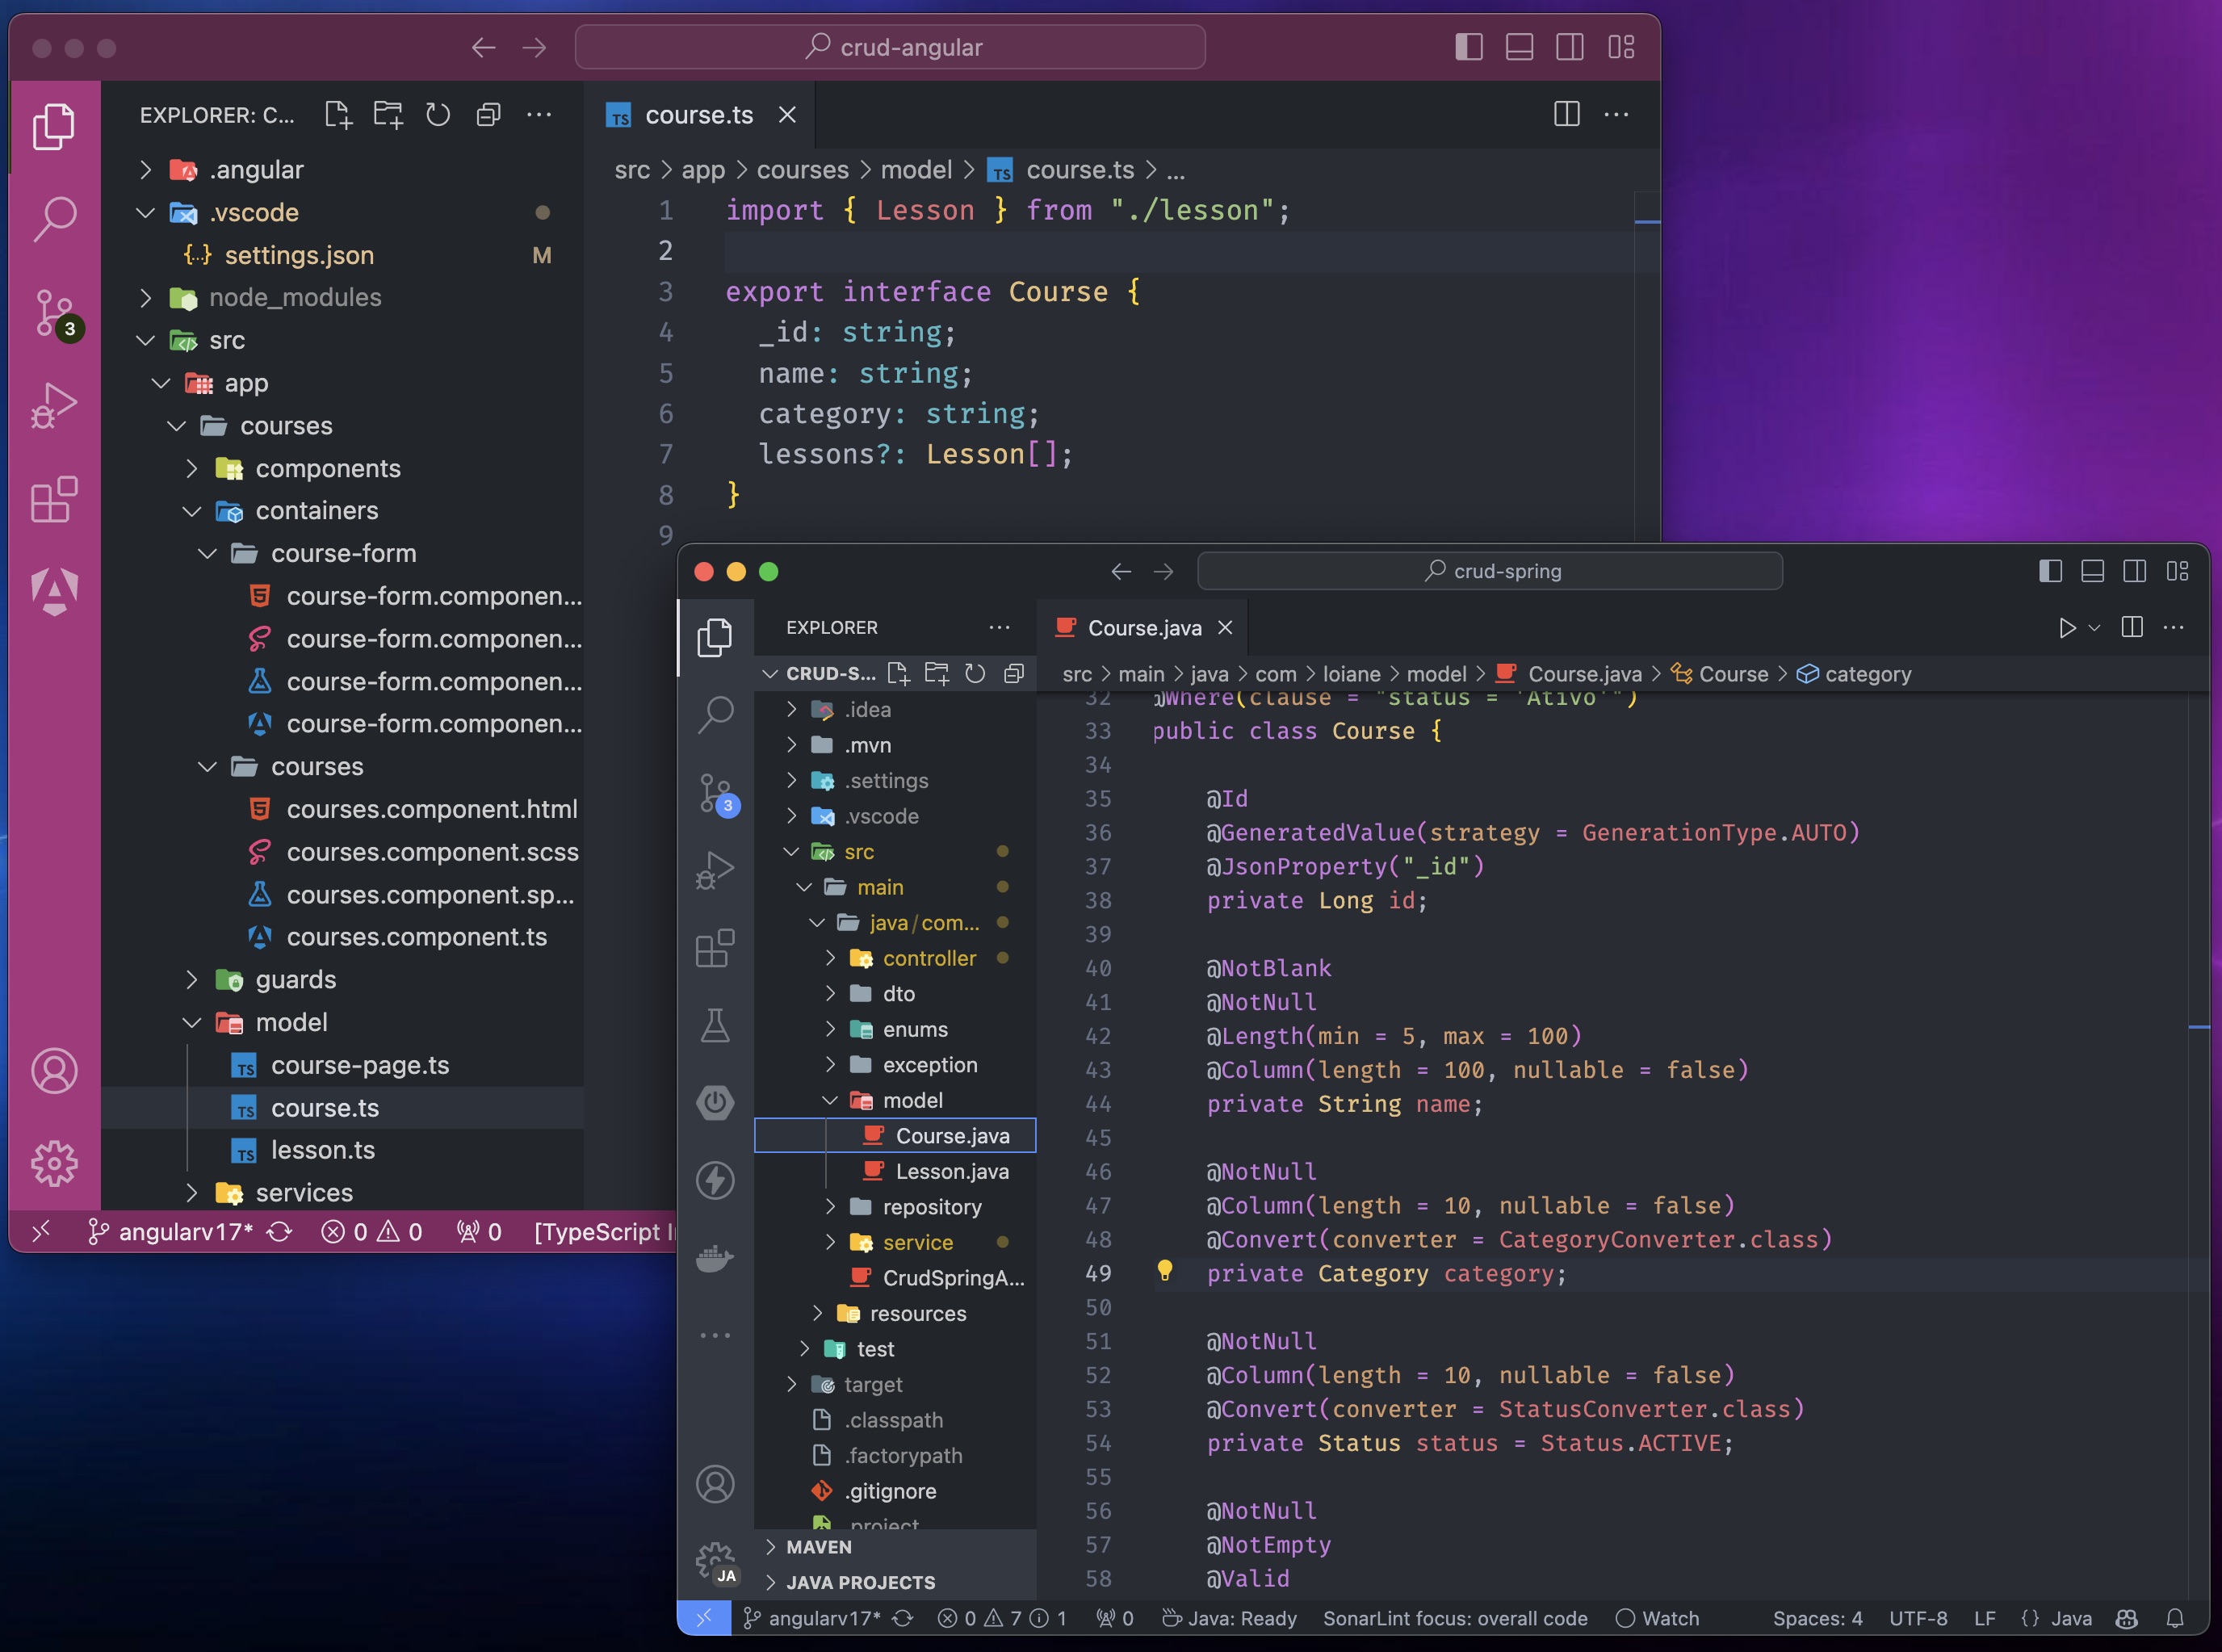 crud-angular
EXPLORER: C...
.angular
.vscode
settings.json M
node_modules
src
app
courses
components
containers
course-form
course-form.componen...
course-form.componen...
course-form.componen...
course-form.componen...
courses
courses.component.html
courses.component.scss
courses.component.sp...
courses.component.ts
guards
model
course-page.ts
course.ts
lesson.ts
services
3
TS course.ts
src > app > courses > model > TS course.ts > ...
1 import { Lesson } from "./lesson";
2
3 export interface Course {
4 _id: string;
5 name: string;
6 category: string;
7 lessons?: Lesson[];
8 }
9
angularv17* 0 0 0 [TypeScript
crud-spring
EXPLORER
CRUD-S...
.idea
.mvn
.settings
.vscode
src
main
java/com...
controller
dto
enums
exception
model
Course.java
Lesson.java
repository
service
CrudSpringA...
resources
test
target
.classpath
.factorypath
.gitignore
.project
MAVEN
JAVA PROJECTS
3
JA
Course.java
src > main > java > com > loiane > model > Course.java > Course > category
32 @Where(clause = "status = 'Ativo'")
33 public class Course {
34
35 @Id
36 @GeneratedValue(strategy = GenerationType.AUTO)
37 @JsonProperty("_id")
38 private Long id;
39
40 @NotBlank
41 @NotNull
42 @Length(min = 5, max = 100)
43 @Column(length = 100, nullable = false)
44 private String name;
45
46 @NotNull
47 @Column(length = 10, nullable = false)
48 @Convert(converter = CategoryConverter.class)
49 private Category category;
50
51 @NotNull
52 @Column(length = 10, nullable = false)
53 @Convert(converter = StatusConverter.class)
54 private Status status = Status.ACTIVE;
55
56 @NotNull
57 @NotEmpty
58 @Valid
angularv17* 0 7 1 0 Java: Ready SonarLint focus: overall code Watch Spaces: 4 UTF-8 LF {} Java